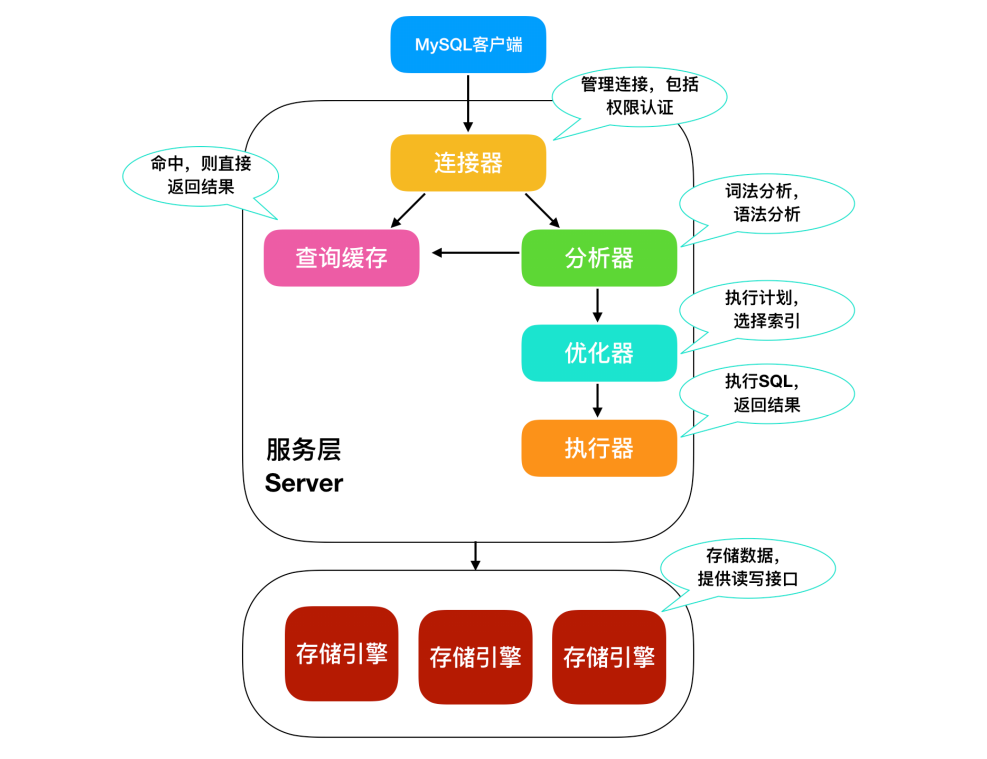 MySQL客户端
管理连接，包括
权限认证
连接器
命中，则直接
返回结果
词法分析，
语法分析
查询缓存
分析器
执行计划，
选择索引
优化器
执行SQL，
返回结果
执行器
服务层
Server
存储数据，
提供读写接口
存储引擎
存储引擎
存储引擎